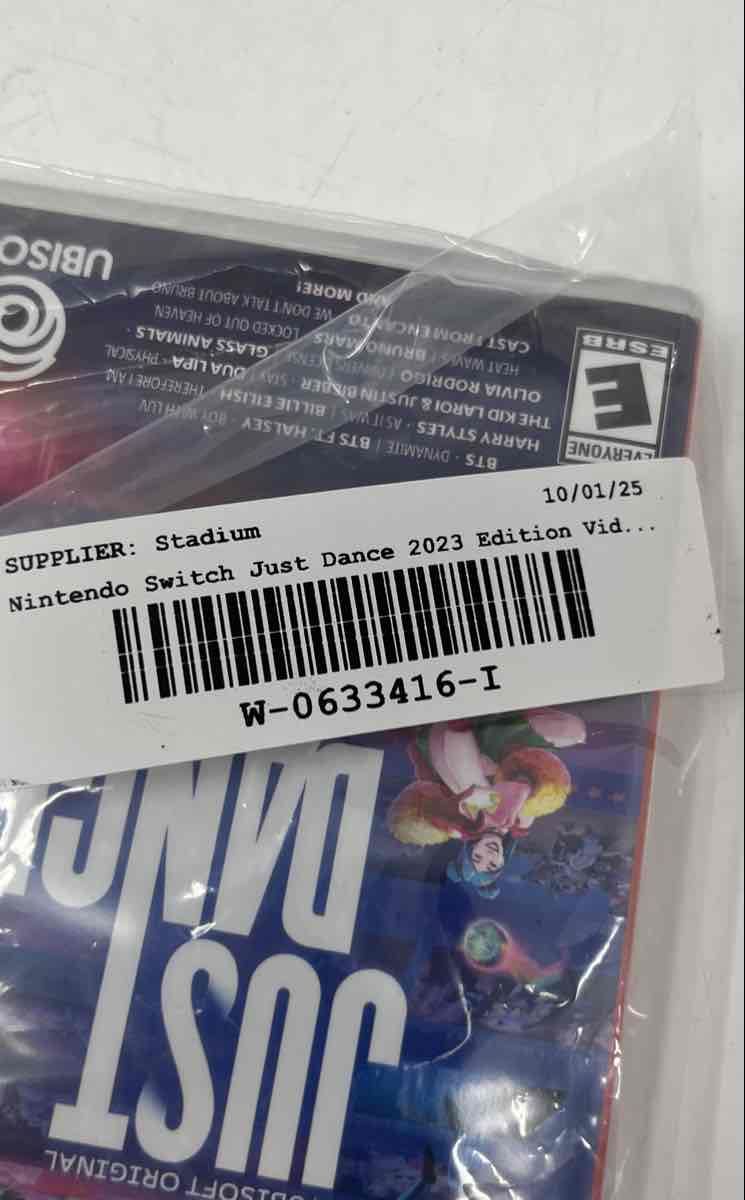 SUPPLIER: Stadium
10/01/25
Nintendo Switch Just Dance 2023 Edition Vid...
W-0633416-I
UBISOFT ORIGINAL
JUST
DANC
BTS · DYNAMITE | BTS FT. HALSEY · BOY WITH LUV
HARRY STYLES · AS IT WAS | BILLIE EILISH · THEREFORE I AM
THE KID LAROI & JUSTIN BIEBER · STAY | DUA LIPA · PHYSICAL
OLIVIA RODRIGO · GLASS ANIMALS ·
HEAT WAVES | BRUNO MARS · LOCKED OUT OF HEAVEN
CAST FROM ENCANTO · WE DON'T TALK ABOUT BRUNO
AND MORE!
EVERYONE
E
ESRB
UBISO